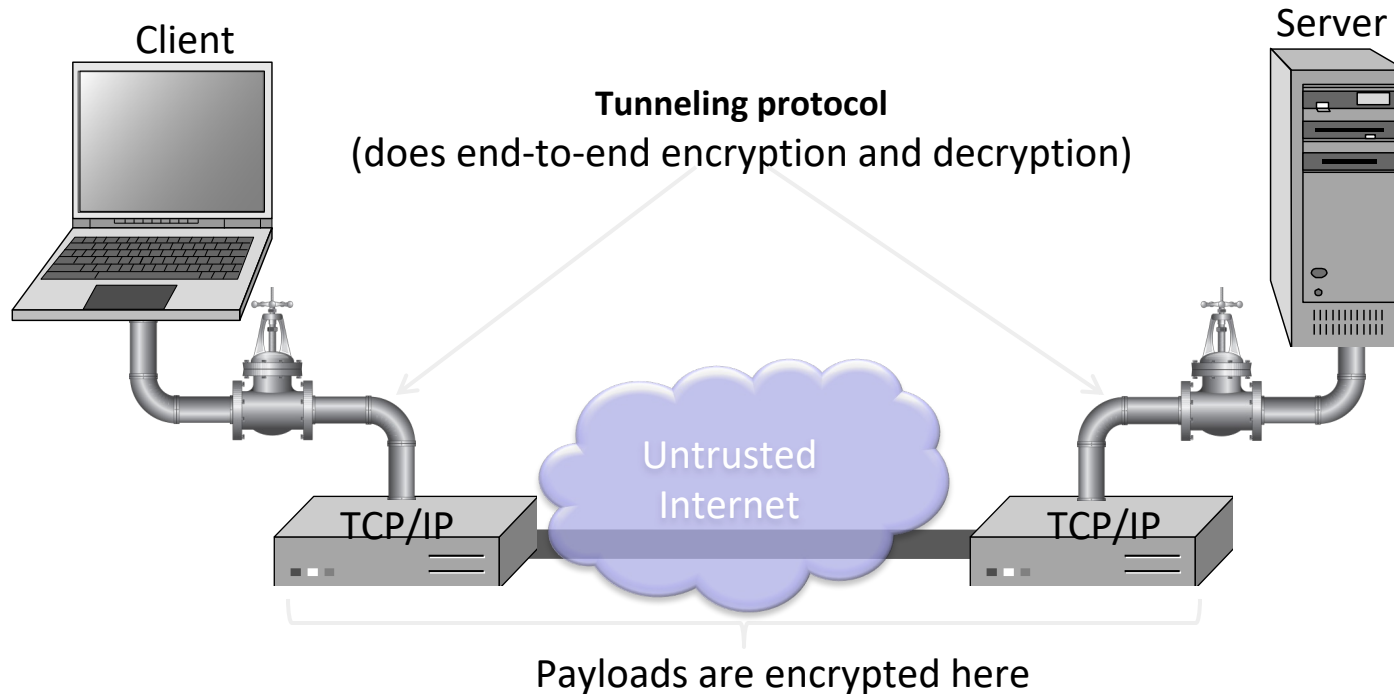 Client
Server
Tunneling protocol
(does end-to-end encryption and decryption)
Untrusted
Internet
TCP/IP
TCP/IP
Payloads are encrypted here